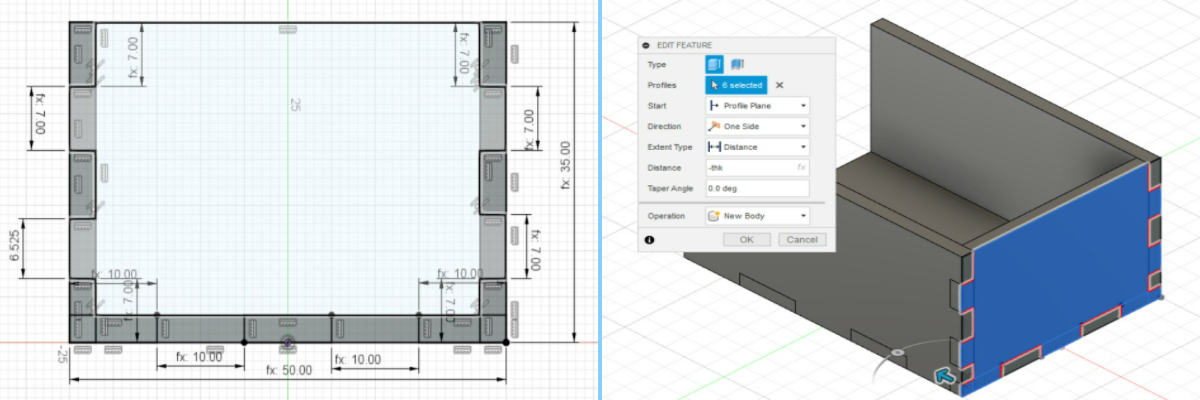 fx: 7.00
fx: 7.00
25
fx: 7.00
fx: 7.00
fx: 35.00
6.525
fx: 7.00
fx: 10.00
fx: 10.00
fx: 7.00
fx: 7.00
-25
fx: 10.00
fx: 10.00
fx: 50.00
EDIT FEATURE
Type
Profiles 6 selected
Start Profile Plane
Direction One Side
Extent Type Distance
Distance -thk fx
Taper Angle 0.0 deg
Operation New Body
OK Cancel